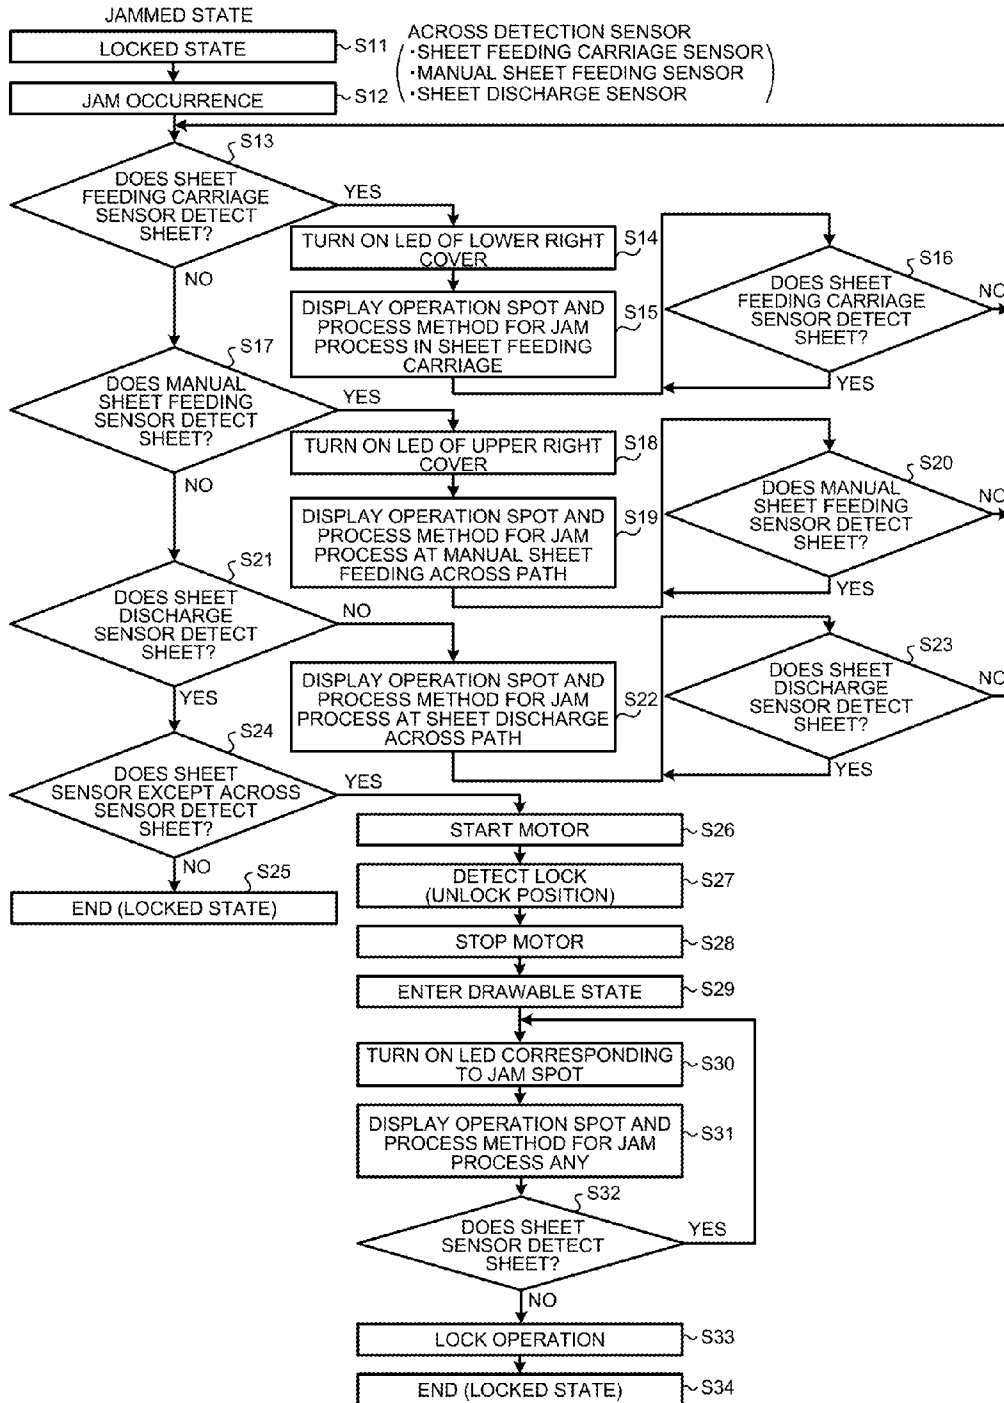 JAMMED STATE
LOCKED STATE
S11
ACROSS DETECTION SENSOR
・SHEET FEEDING CARRIAGE SENSOR
・MANUAL SHEET FEEDING SENSOR
・SHEET DISCHARGE SENSOR
JAM OCCURRENCE
S12
S13
DOES SHEET
FEEDING CARRIAGE
SENSOR DETECT
SHEET?
YES
NO
TURN ON LED OF LOWER RIGHT
COVER
S14
DISPLAY OPERATION SPOT AND
PROCESS METHOD FOR JAM
PROCESS IN SHEET FEEDING
CARRIAGE
S15
S16
DOES SHEET
FEEDING CARRIAGE
SENSOR DETECT
SHEET?
NO
YES
S17
DOES MANUAL
SHEET FEEDING
SENSOR DETECT
SHEET?
YES
NO
TURN ON LED OF UPPER RIGHT
COVER
S18
DISPLAY OPERATION SPOT AND
PROCESS METHOD FOR JAM
PROCESS AT MANUAL SHEET
FEEDING ACROSS PATH
S19
S20
DOES MANUAL
SHEET FEEDING
SENSOR DETECT
SHEET?
NO
YES
S21
DOES SHEET
DISCHARGE
SENSOR DETECT
SHEET?
NO
YES
DISPLAY OPERATION SPOT AND
PROCESS METHOD FOR JAM
PROCESS AT SHEET DISCHARGE
ACROSS PATH
S22
S23
DOES SHEET
DISCHARGE
SENSOR DETECT
SHEET?
NO
YES
S24
DOES SHEET
SENSOR EXCEPT ACROSS
SENSOR DETECT
SHEET?
YES
NO
S25
END (LOCKED STATE)
START MOTOR
S26
DETECT LOCK
(UNLOCK POSITION)
S27
STOP MOTOR
S28
ENTER DRAWABLE STATE
S29
TURN ON LED CORRESPONDING
TO JAM SPOT
S30
DISPLAY OPERATION SPOT AND
PROCESS METHOD FOR JAM
PROCESS ANY
S31
S32
DOES SHEET
SENSOR DETECT
SHEET?
YES
NO
LOCK OPERATION
S33
END (LOCKED STATE)
S34